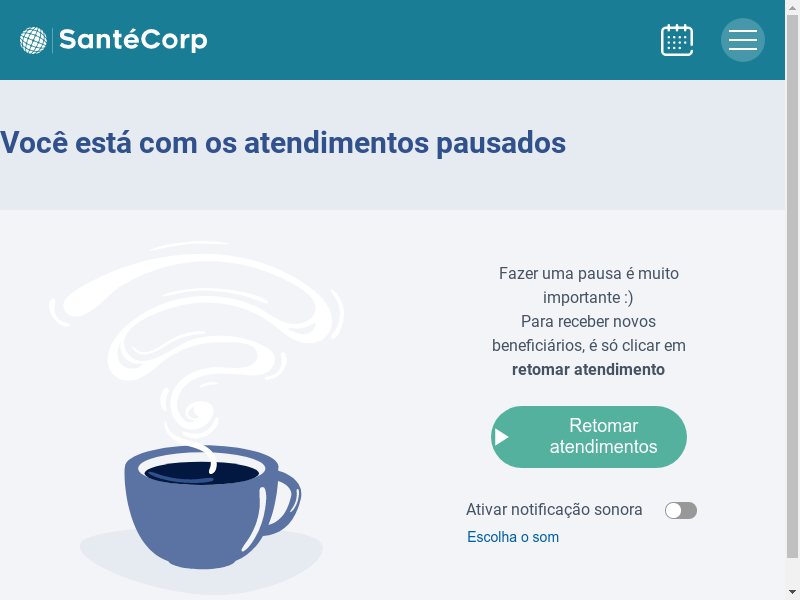 SantéCorp
Você está com os atendimentos pausados
Fazer uma pausa é muito
importante :)
Para receber novos
beneficiários, é só clicar em
retomar atendimento
Retomar
atendimentos
Ativar notificação sonora
Escolha o som